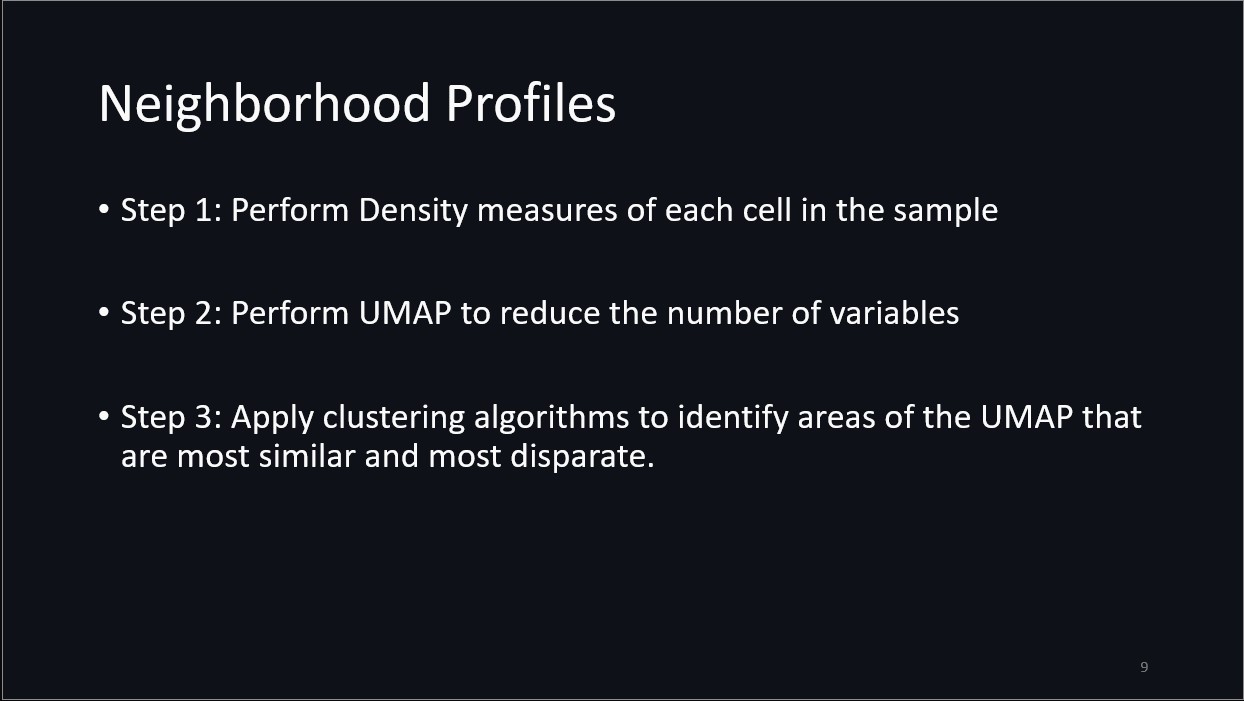 Neighborhood Profiles
• Step 1: Perform Density measures of each cell in the sample
• Step 2: Perform UMAP to reduce the number of variables
• Step 3: Apply clustering algorithms to identify areas of the UMAP that
are most similar and most disparate.
9